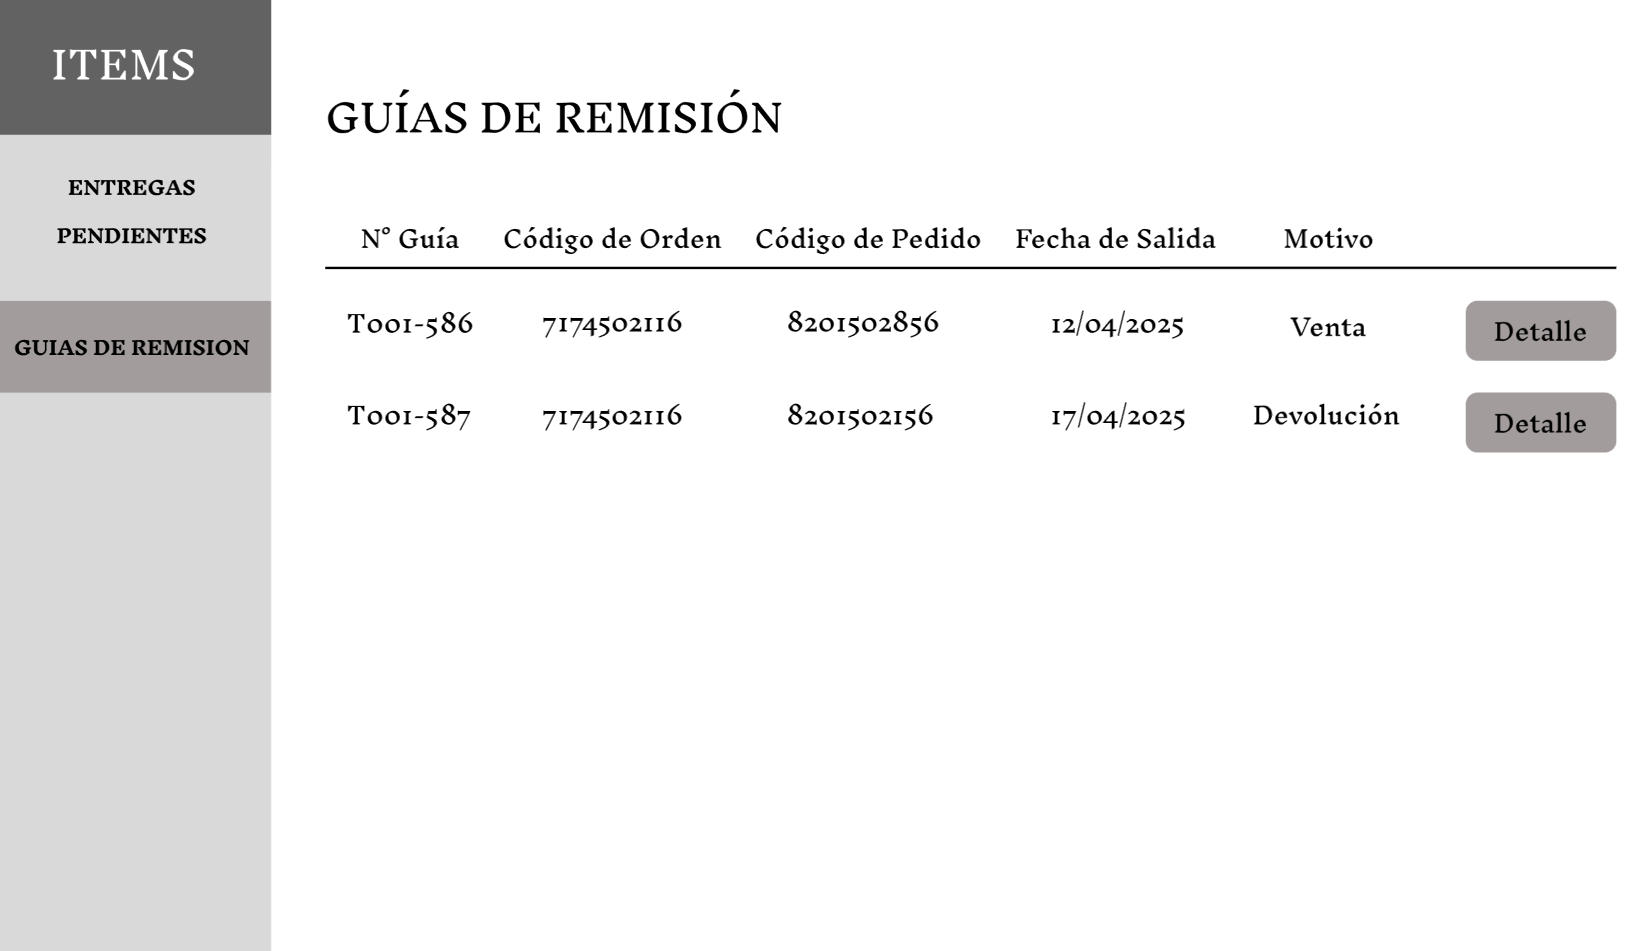 ITEMS
ENTREGAS
PENDIENTES
GUIAS DE REMISION
GUÍAS DE REMISIÓN
N° Guía Código de Orden Código de Pedido Fecha de Salida Motivo
T001-586 7174502116 8201502856 12/04/2025 Venta Detalle
T001-587 7174502116 8201502156 17/04/2025 Devolución Detalle